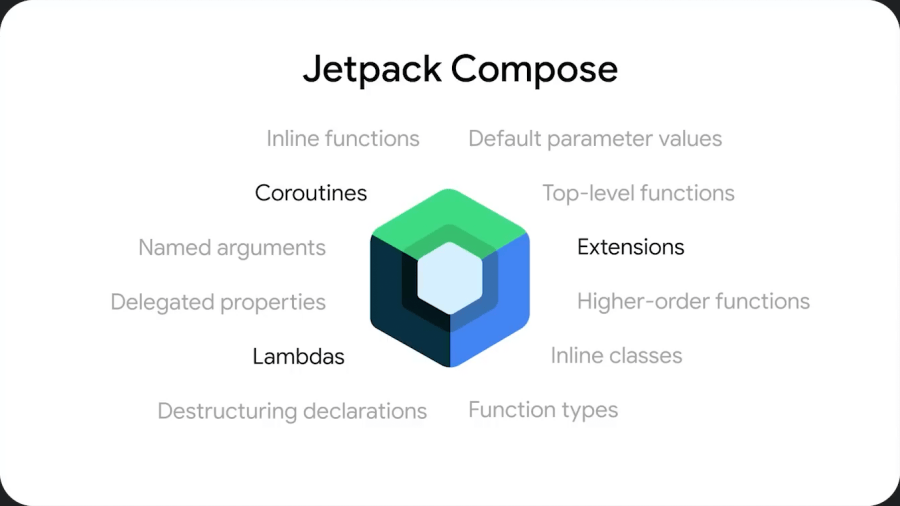 Jetpack Compose
Inline functions
Default parameter values
Coroutines
Top-level functions
Named arguments
Extensions
Delegated properties
Higher-order functions
Lambdas
Inline classes
Destructuring declarations
Function types